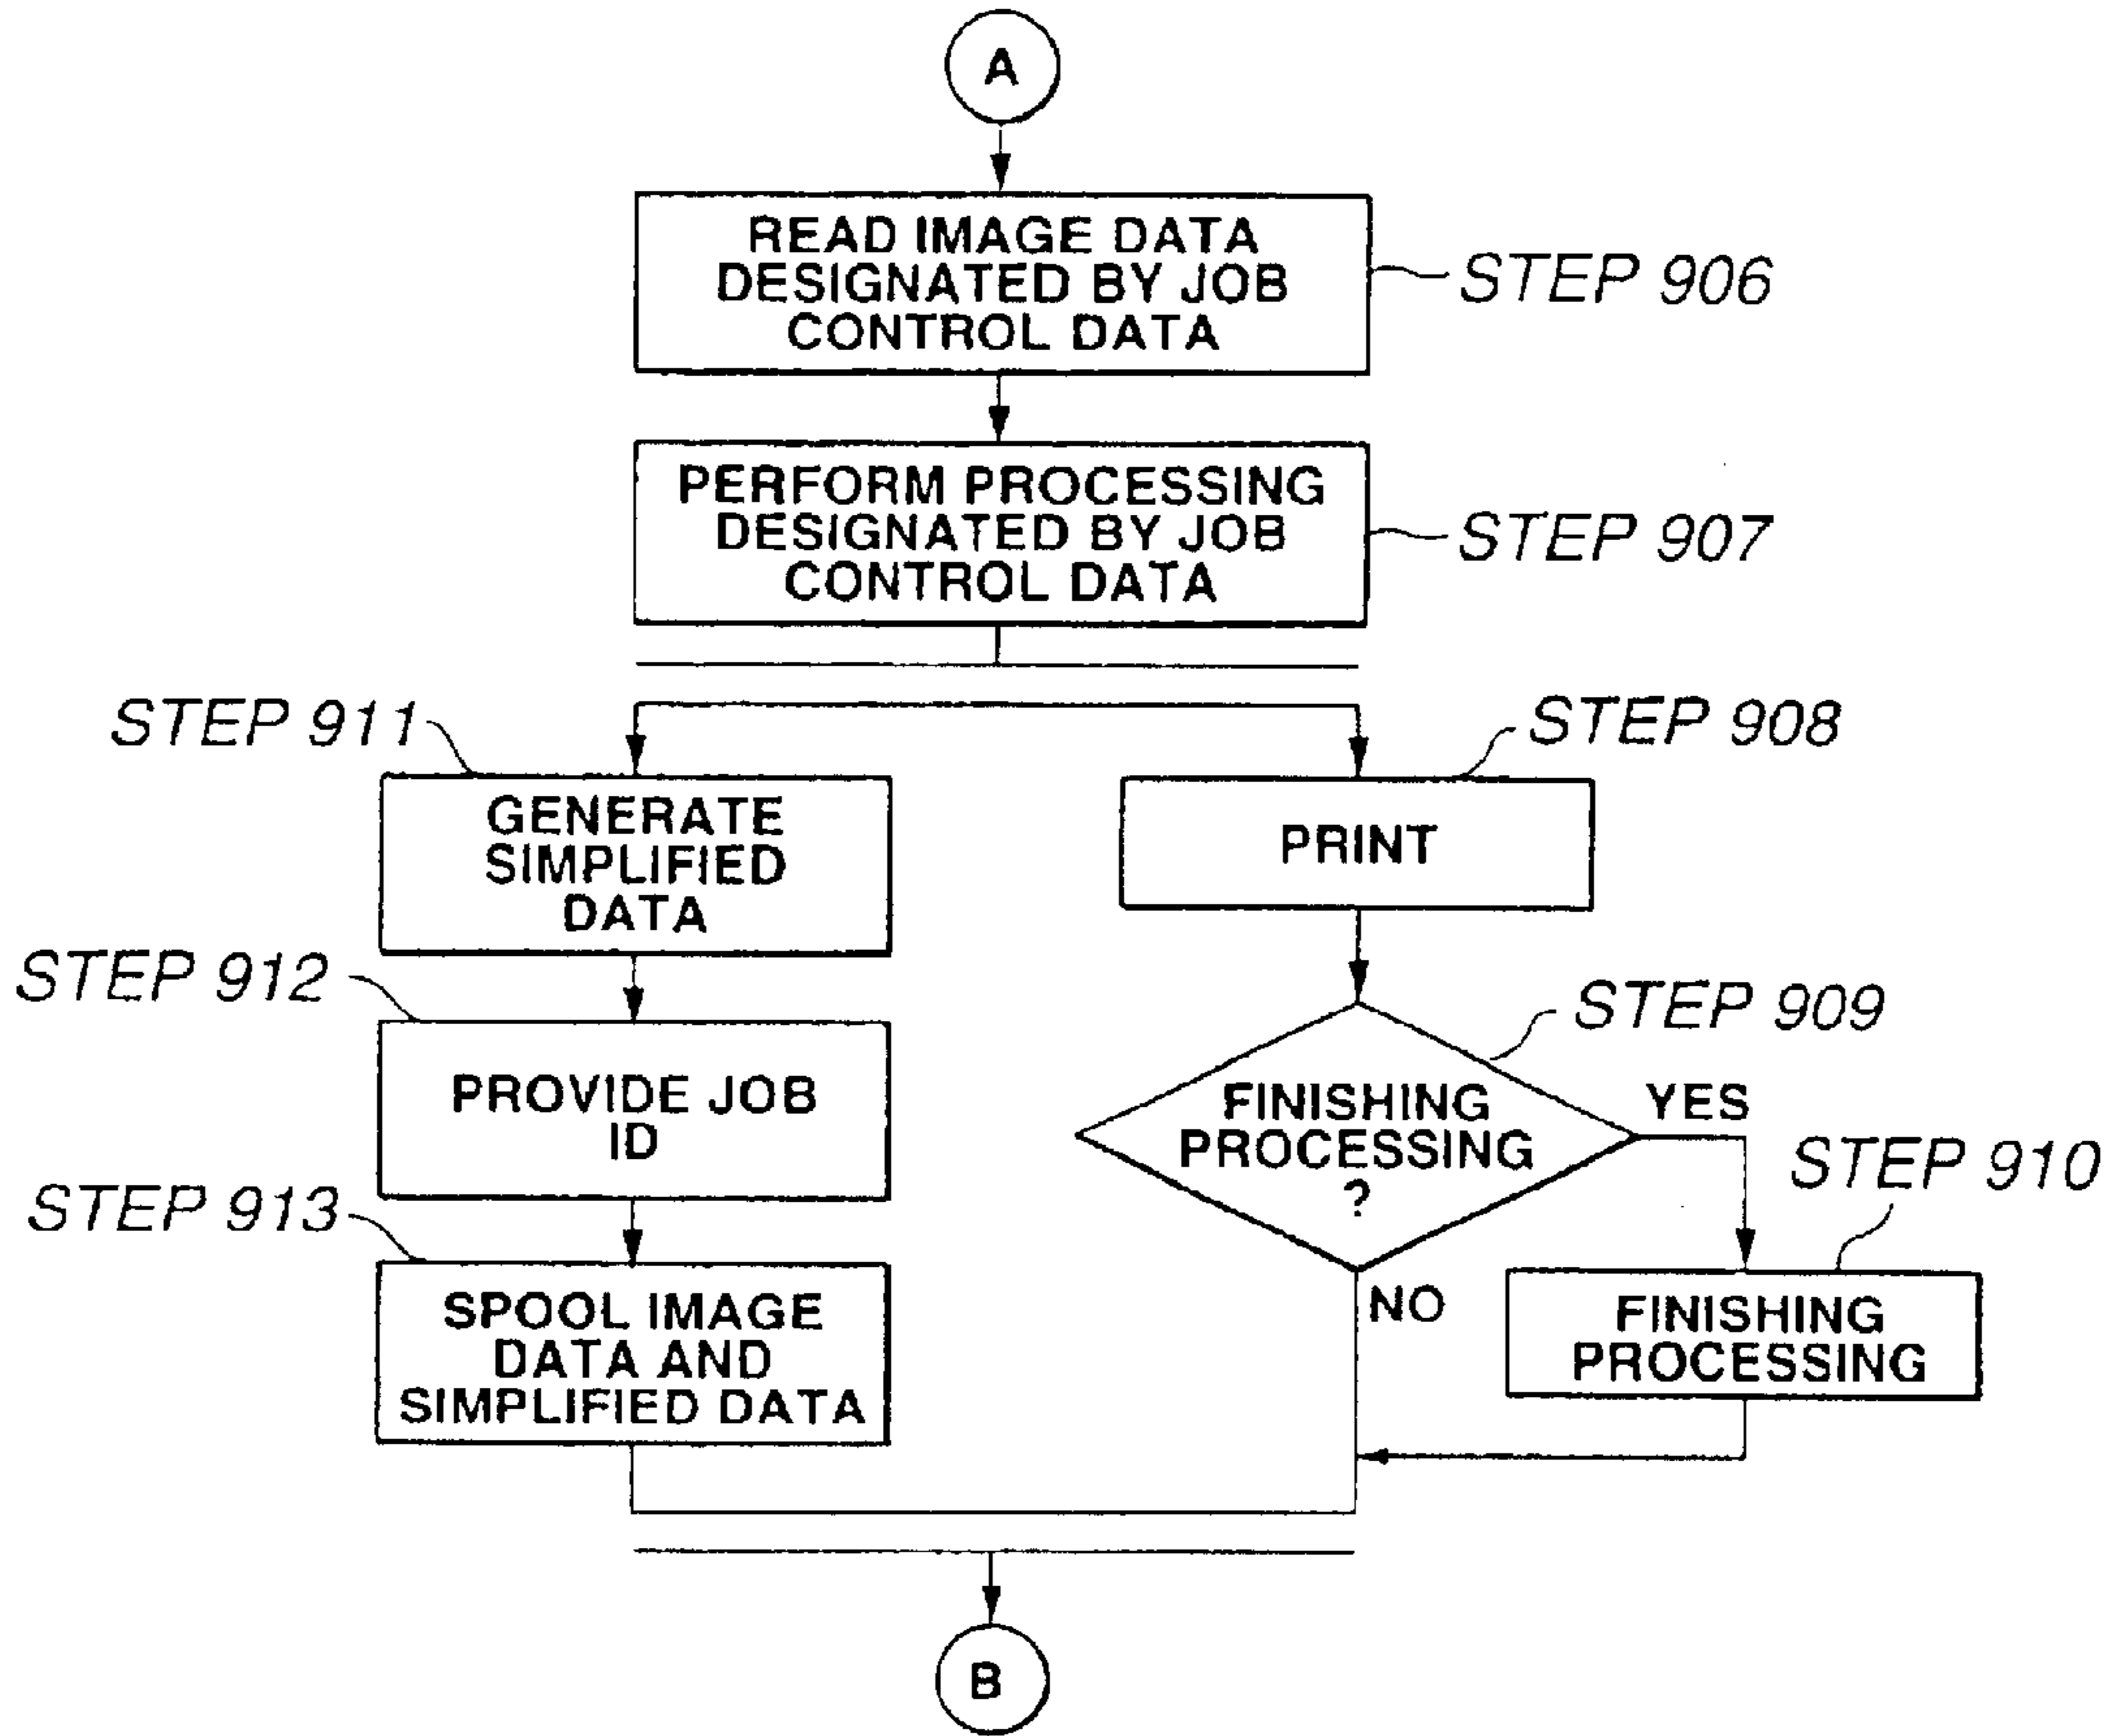 A
READ IMAGE DATA
DESIGNATED BY JOB
CONTROL DATA
STEP 906
PERFORM PROCESSING
DESIGNATED BY JOB
CONTROL DATA
STEP 907
STEP 911
GENERATE
SIMPLIFIED
DATA
STEP 912
PROVIDE JOB
ID
STEP 913
SPOOL IMAGE
DATA AND
SIMPLIFIED DATA
STEP 908
PRINT
STEP 909
FINISHING
PROCESSING
?
YES
NO
STEP 910
FINISHING
PROCESSING
B